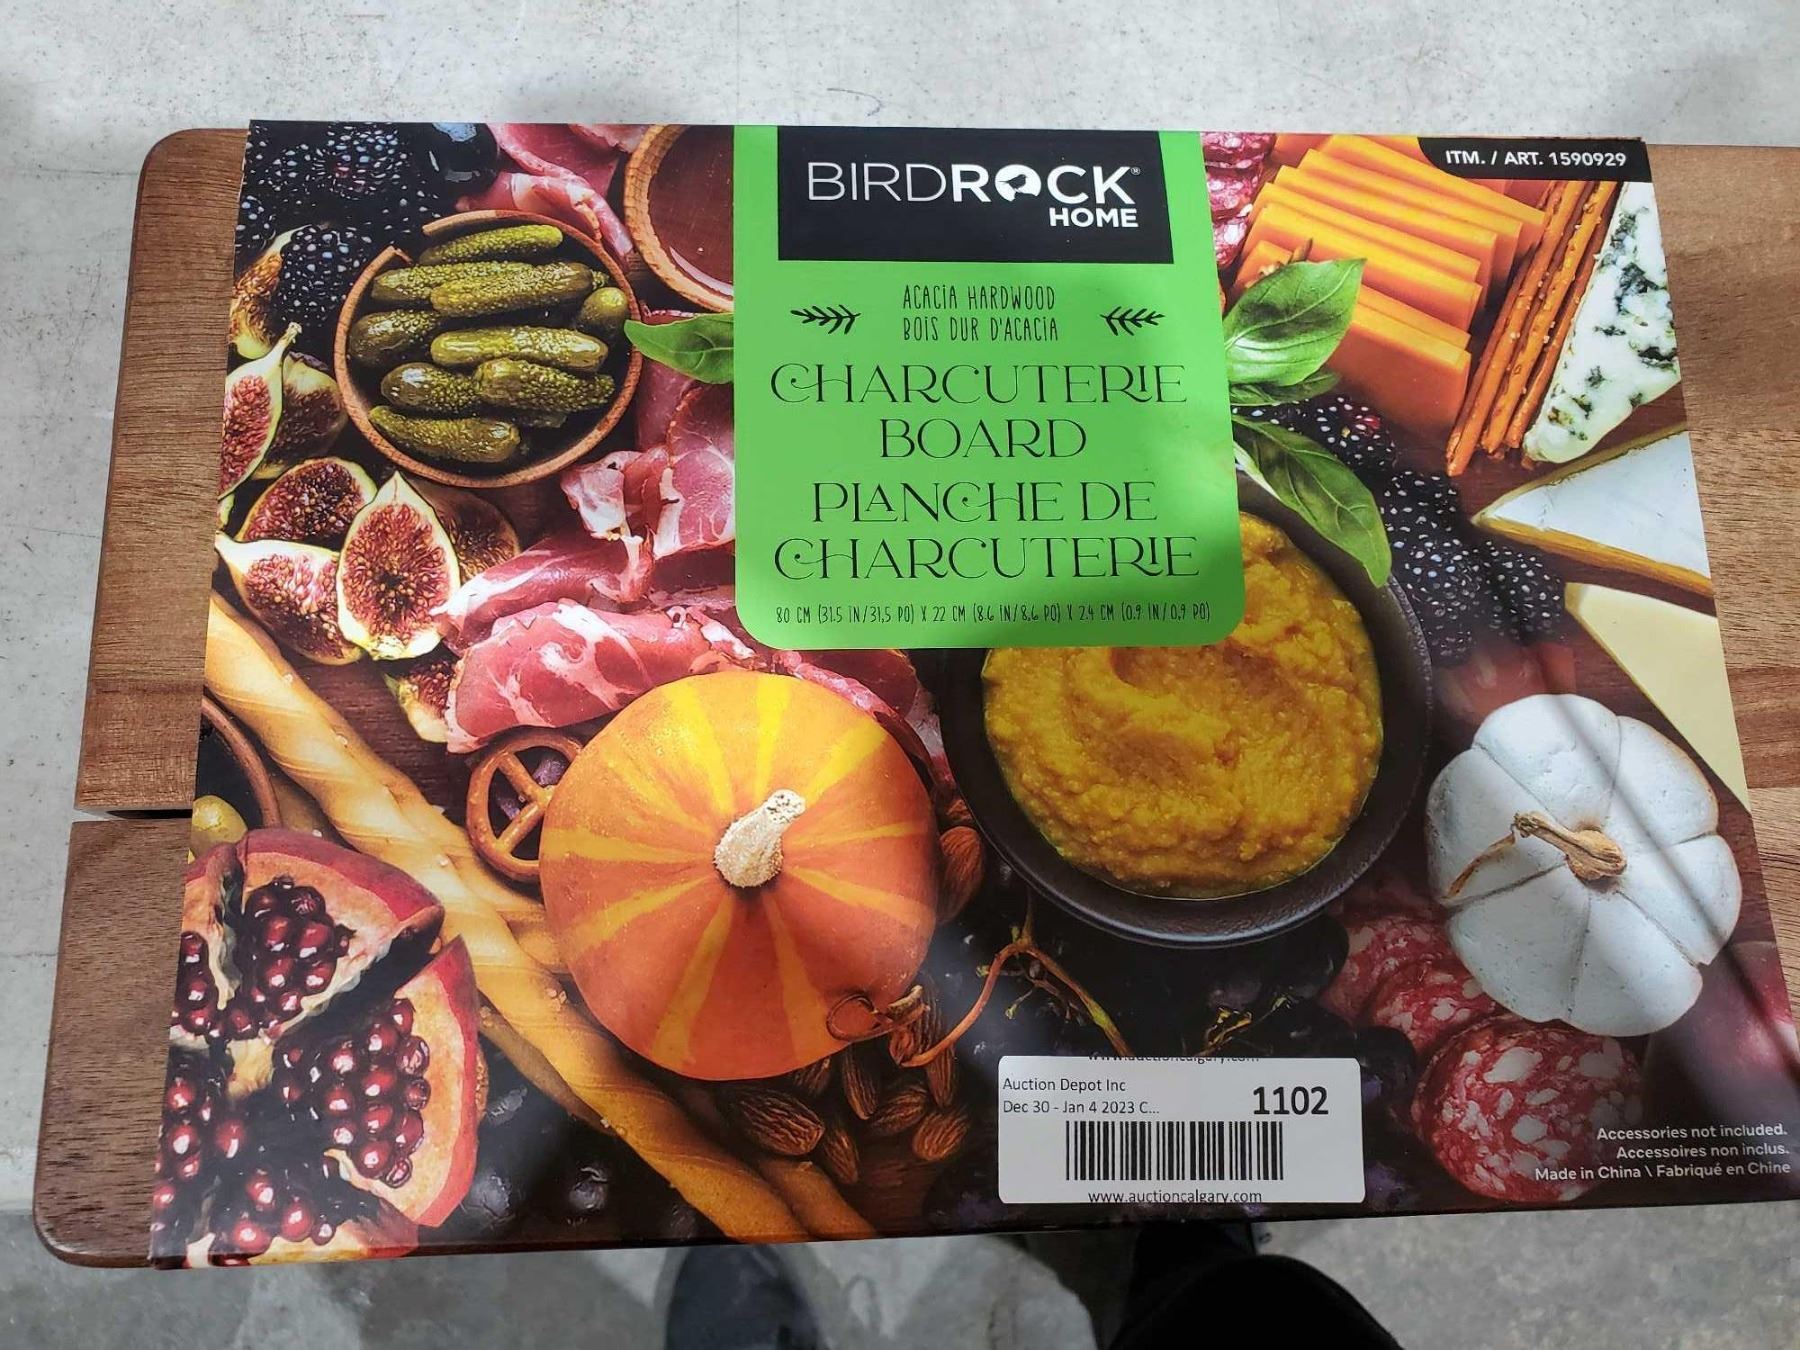 BIRDROCK®
HOME
ITM. / ART. 1590929
ACACIA HARDWOOD
BOIS DUR D'ACACIA
CHARCUTERIE
BOARD
PLANCHE DE
CHARCUTERIE
80 CM (31.5 IN/31,5 PO) X 22 CM (8.6 IN/8,6 PO) X 2.4 CM (0.9 IN/0,9 PO)
www.auctioncalgary.com
Auction Depot Inc
Dec 30 - Jan 4 2023 C...
1102
www.auctioncalgary.com
Accessories not included.
Accessoires non inclus.
Made in China \ Fabriqué en Chine